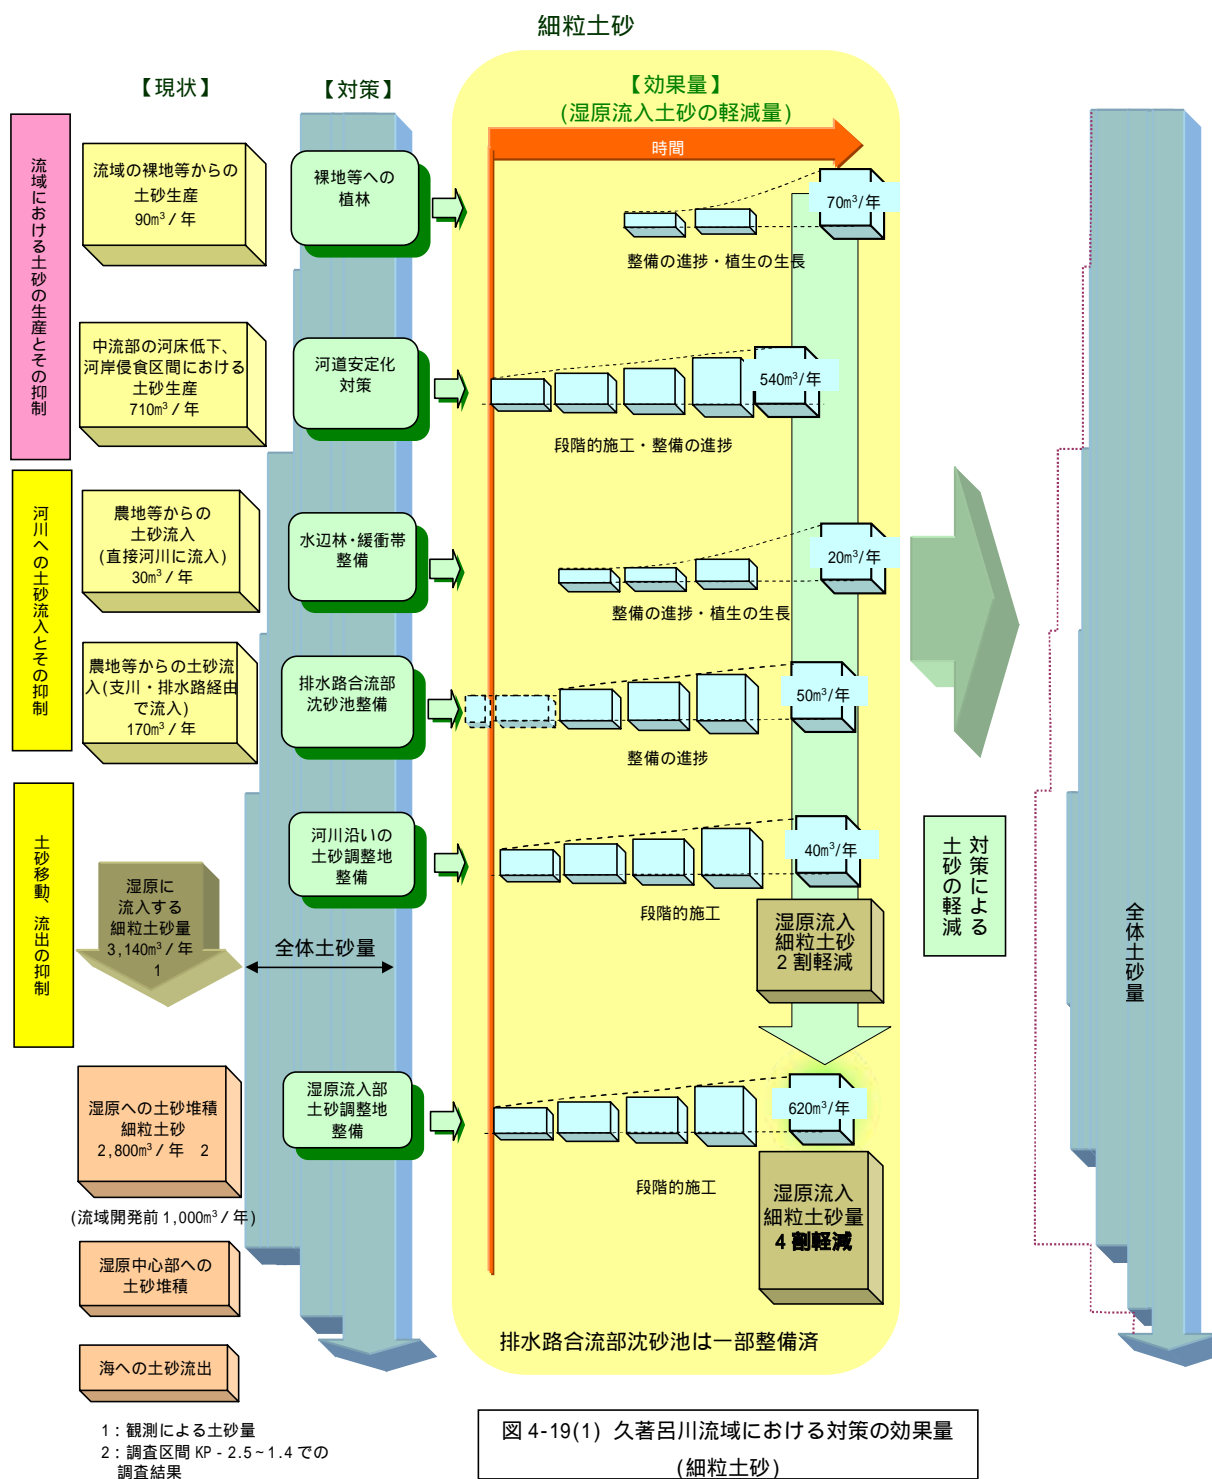 細粒土砂
【現状】
【対策】
【効果量】
(湿原流入土砂の軽減量)
時間
流域における土砂の生産とその抑制
流域の裸地等からの
土砂生産
90m³/年
裸地等への
植林
70m³/年
整備の進捗・植生の生長
中流部の河床低下、
河岸侵食区間における
土砂生産
710m³/年
河道安定化
対策
540m³/年
段階的施工・整備の進捗
河川への土砂流入とその抑制
農地等からの
土砂流入
(直接河川に流入)
30m³/年
水辺林・緩衝帯
整備
20m³/年
整備の進捗・植生の生長
農地等からの土砂流
入(支川・排水路経由
で流入)
170m³/年
排水路合流部
沈砂池整備
50m³/年
整備の進捗
土砂移動、流出の抑制
河川沿いの
土砂調整地
整備
40m³/年
段階的施工
湿原に
流入する
細粒土砂量
3,140m³/年
1
全体土砂量
湿原流入
細粒土砂
2割軽減
対策による
土砂の軽減
全体土砂量
湿原への土砂堆積
細粒土砂
2,800m³/年 2
(流域開発前 1,000m³/年)
湿原流入部
土砂調整地
整備
620m³/年
段階的施工
湿原流入
細粒土砂量
4割軽減
湿原中心部への
土砂堆積
海への土砂流出
排水路合流部沈砂池は一部整備済
1：観測による土砂量
2：調査区間 KP-2.5~1.4での
調査結果
図 4-19(1) 久著呂川流域における対策の効果量
(細粒土砂)